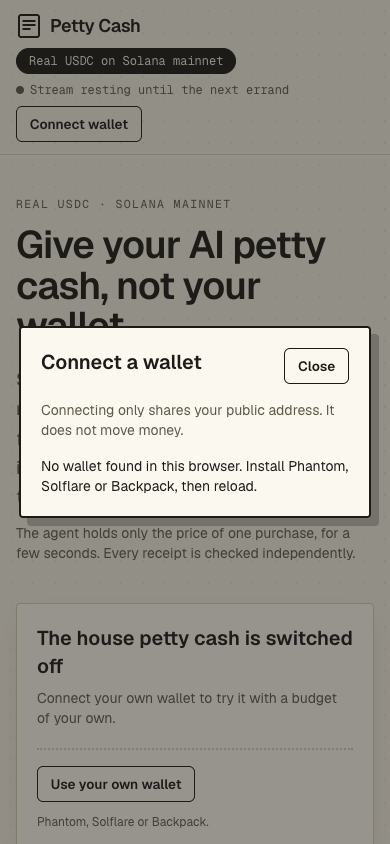 Petty Cash
Real USDC on Solana mainnet
Stream resting until the next errand
Connect wallet
REAL USDC · SOLANA MAINNET
Give your AI petty
cash, not your
wallet
Connect a wallet
Close
Connecting only shares your public address. It
does not move money.
No wallet found in this browser. Install Phantom,
Solflare or Backpack, then reload.
The agent holds only the price of one purchase, for a
few seconds. Every receipt is checked independently.
The house petty cash is switched
off
Connect your own wallet to try it with a budget
of your own.
Use your own wallet
Phantom, Solflare or Backpack.